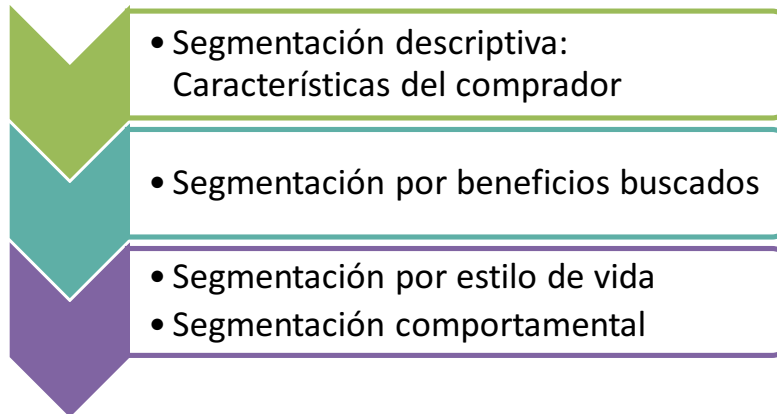 • Segmentación descriptiva:
Características del comprador
• Segmentación por beneficios buscados
• Segmentación por estilo de vida
• Segmentación comportamental